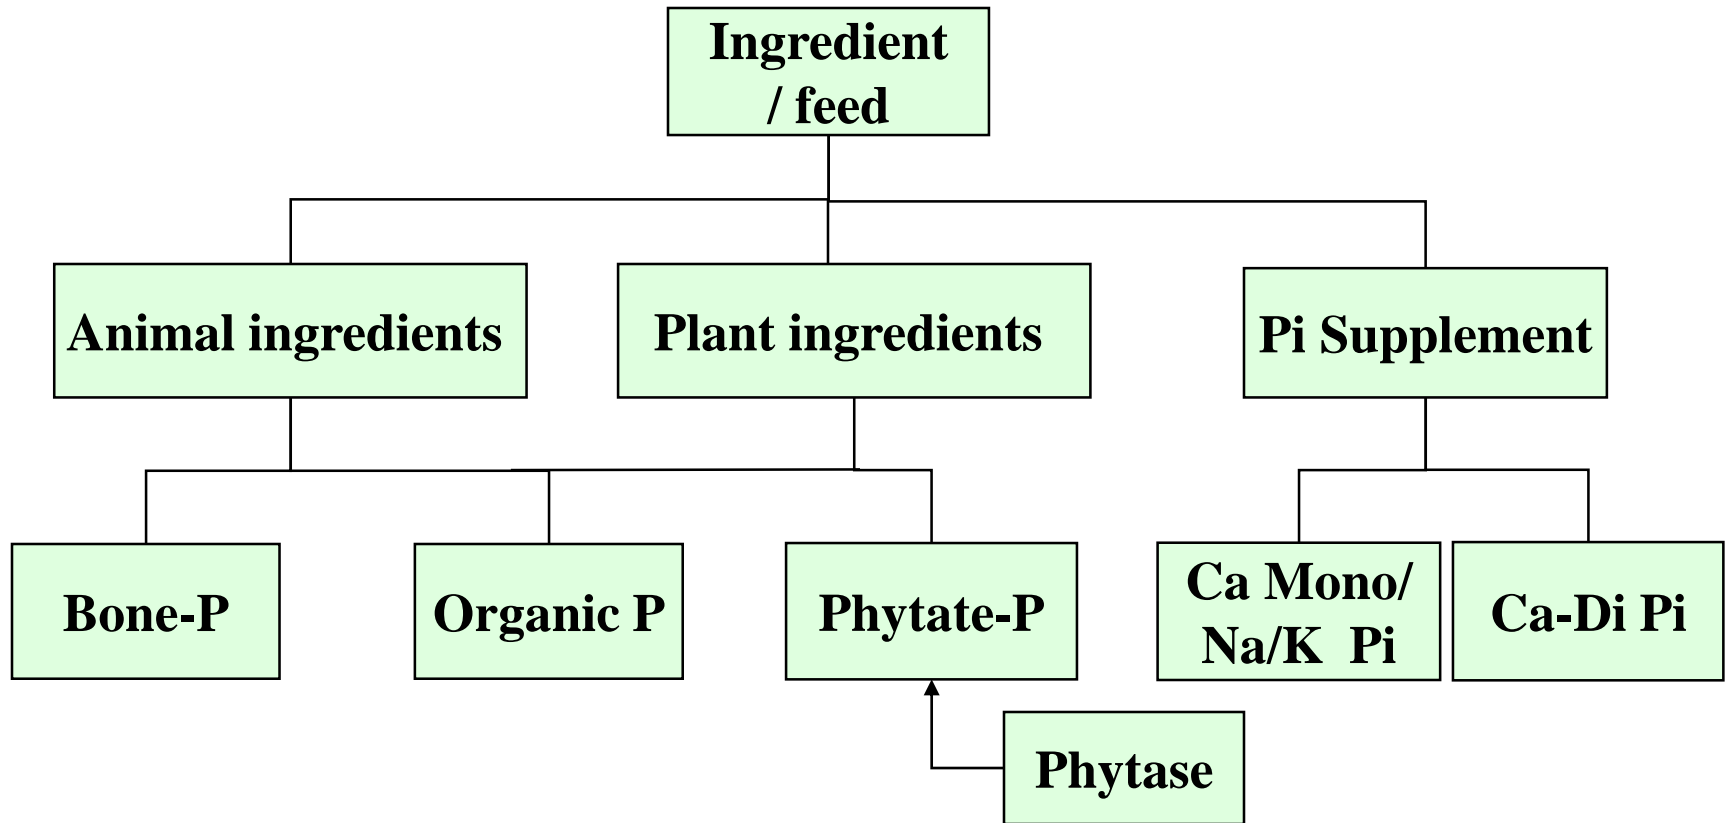 Ingredient
/ feed
Animal ingredients
Plant ingredients
Pi Supplement
Bone-P
Organic P
Phytate-P
Ca Mono/
Na/K Pi
Ca-Di Pi
Phytase